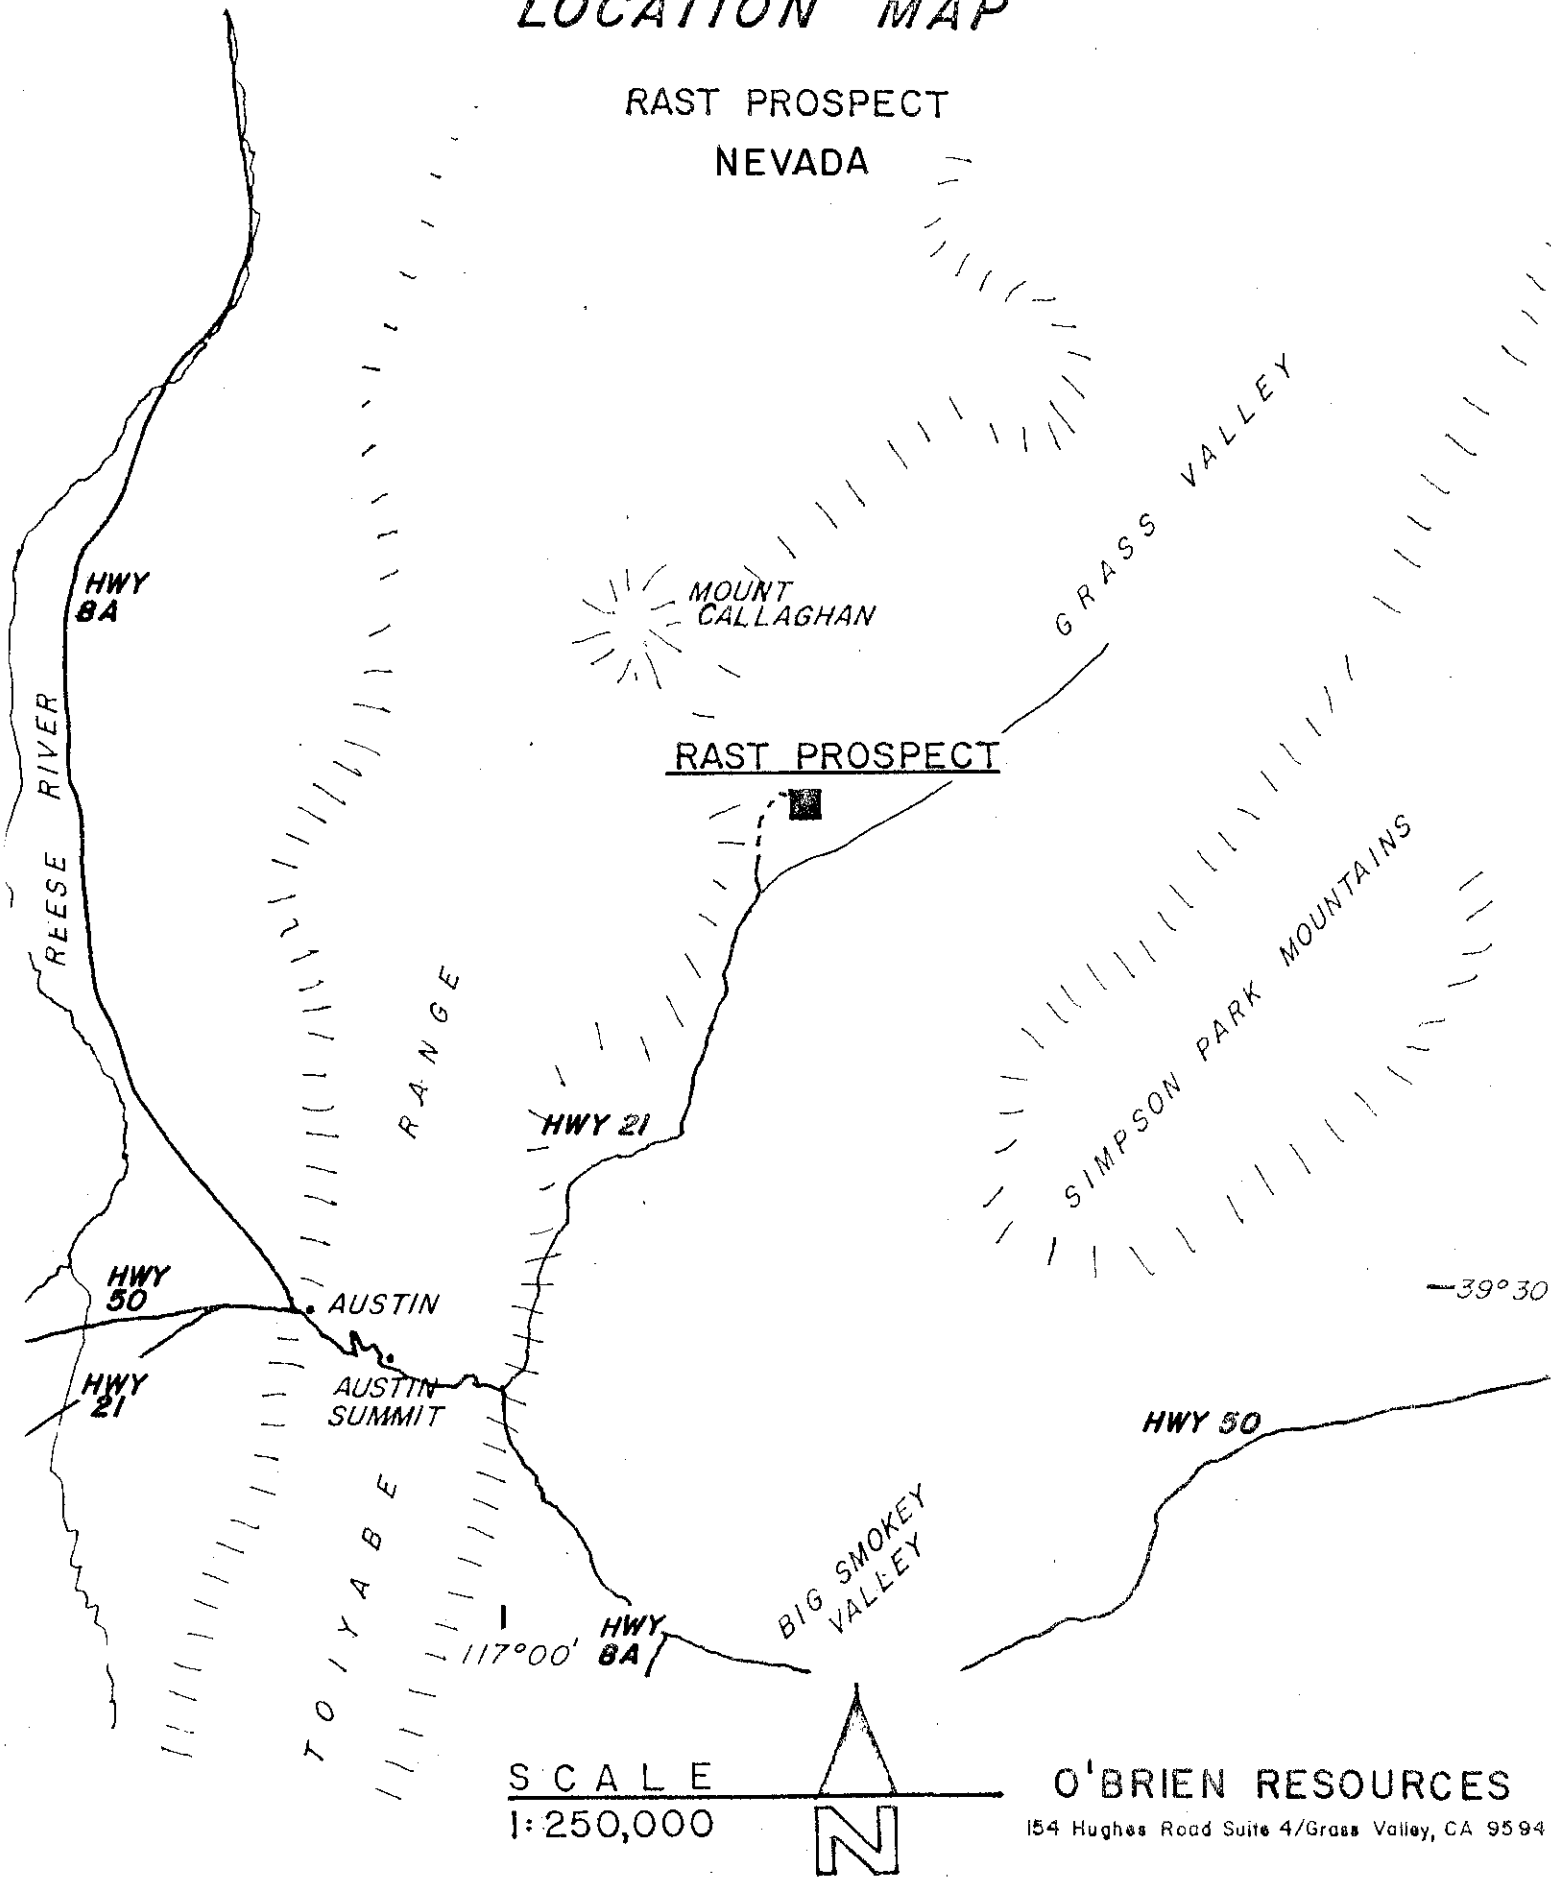 LOCATION MAP
RAST PROSPECT
NEVADA
GRASS VALLEY
HWY
8A
MOUNT
CALLAGHAN
REESE RIVER
RAST PROSPECT
SIMPSON PARK MOUNTAINS
HWY 21
HWY
50
AUSTIN
39°30
HWY
21
AUSTIN
SUMMIT
HWY 50
TOIYABE RANGE
BIG SMOKEY
VALLEY
117°00'
HWY
8A
SCALE
1:250,000
N
O'BRIEN RESOURCES
154 Hughes Road Suite 4/Grass Valley, CA 9594